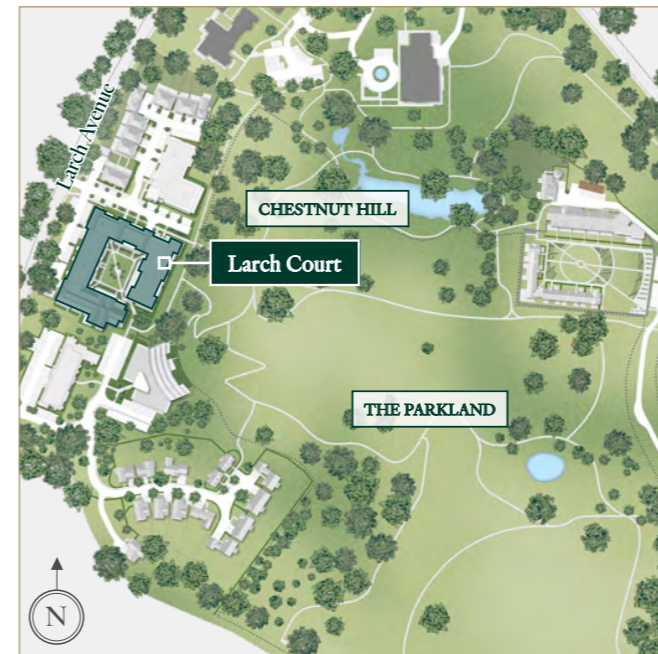 Larch Avenue
CHESTNUT HILL
Larch Court
THE PARKLAND
N